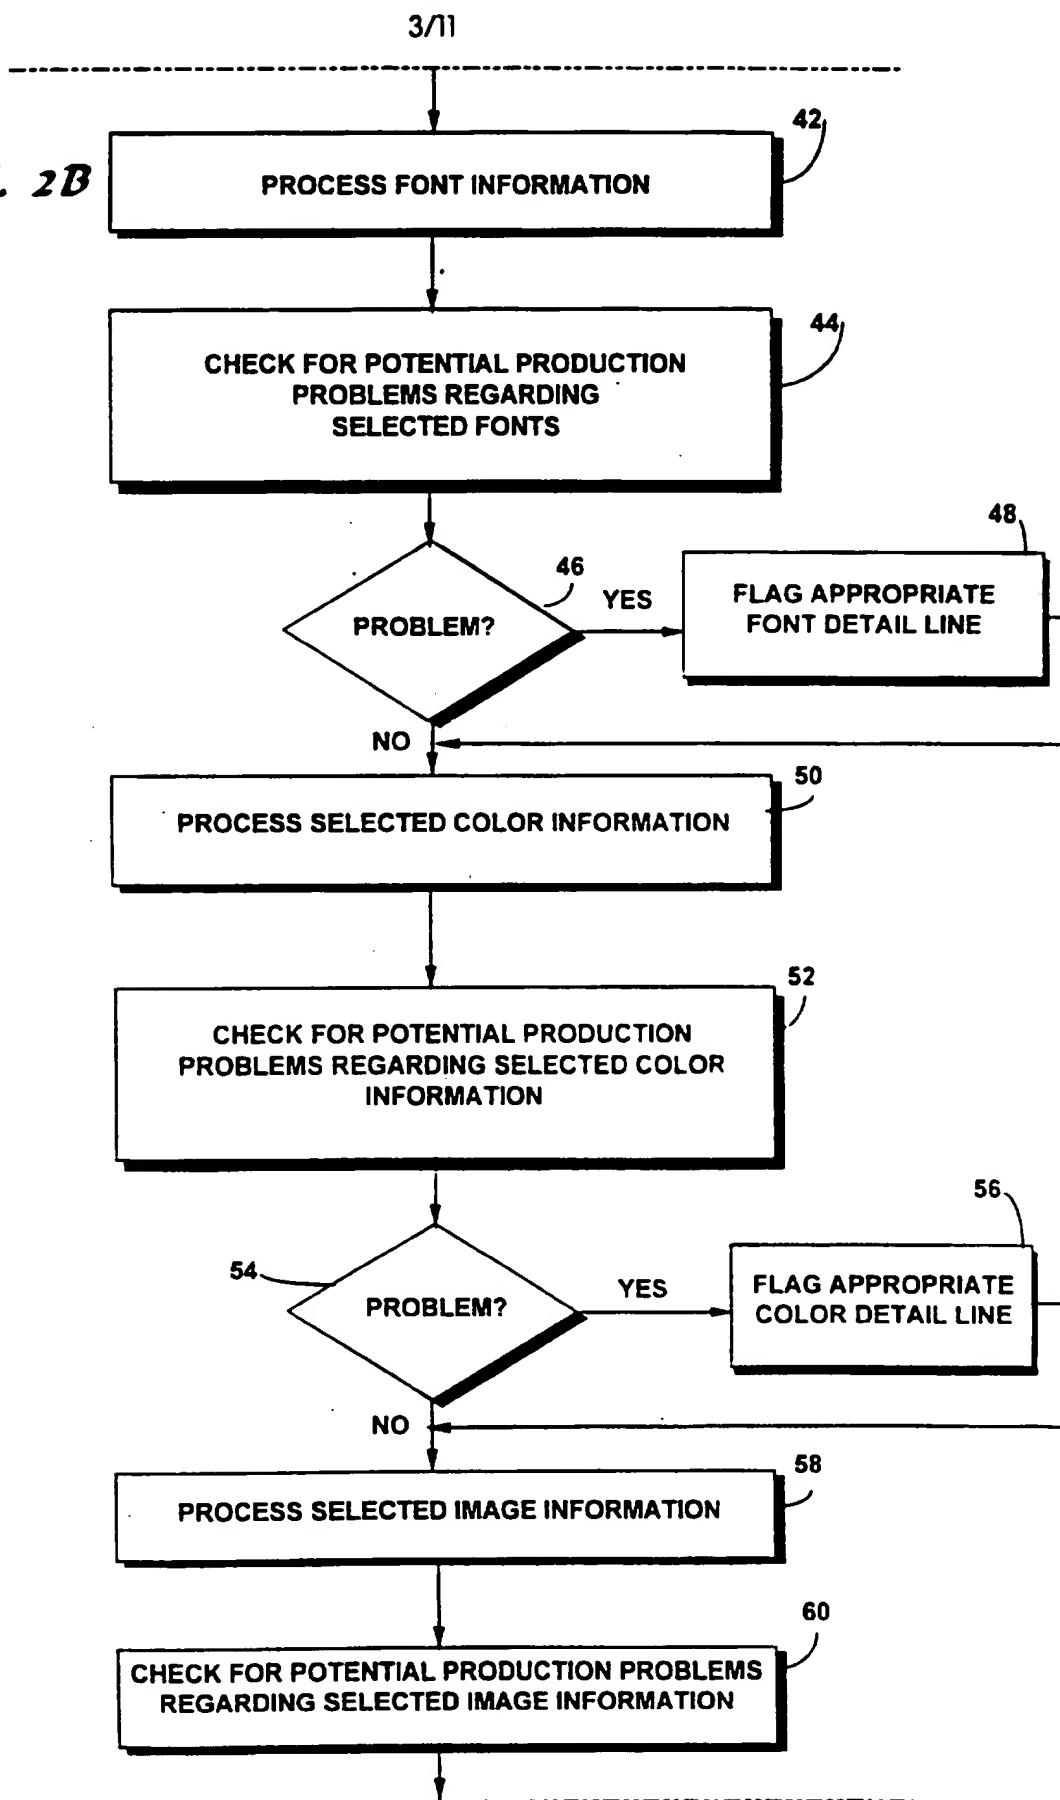 3/11
42
. 2B
PROCESS FONT INFORMATION
44
CHECK FOR POTENTIAL PRODUCTION
PROBLEMS REGARDING
SELECTED FONTS
48
46
YES
FLAG APPROPRIATE
FONT DETAIL LINE
PROBLEM?
NO
50
PROCESS SELECTED COLOR INFORMATION
52
CHECK FOR POTENTIAL PRODUCTION
PROBLEMS REGARDING SELECTED COLOR
INFORMATION
56
54
YES
FLAG APPROPRIATE
COLOR DETAIL LINE
PROBLEM?
NO
58
PROCESS SELECTED IMAGE INFORMATION
60
CHECK FOR POTENTIAL PRODUCTION PROBLEMS
REGARDING SELECTED IMAGE INFORMATION